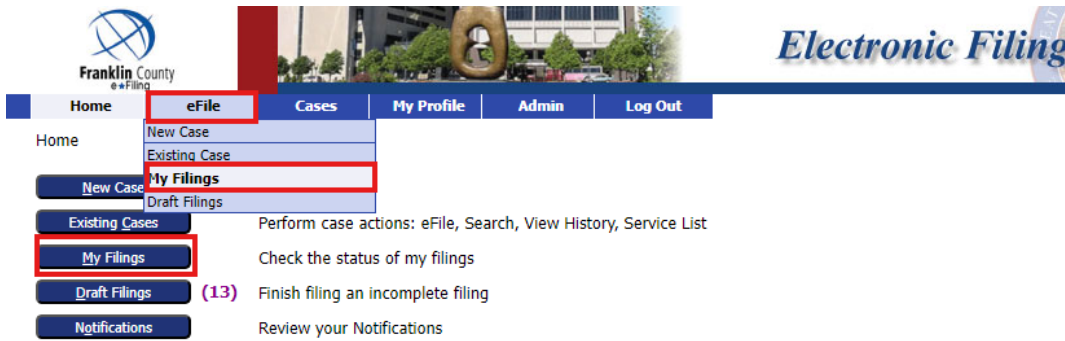 Franklin County
e★Filing
Electronic Filing
Home eFile Cases My Profile Admin Log Out
Home
New Case
Existing Case
My Filings
Draft Filings
New Case
Existing Cases Perform case actions: eFile, Search, View History, Service List
My Filings Check the status of my filings
Draft Filings (13) Finish filing an incomplete filing
Notifications Review your Notifications